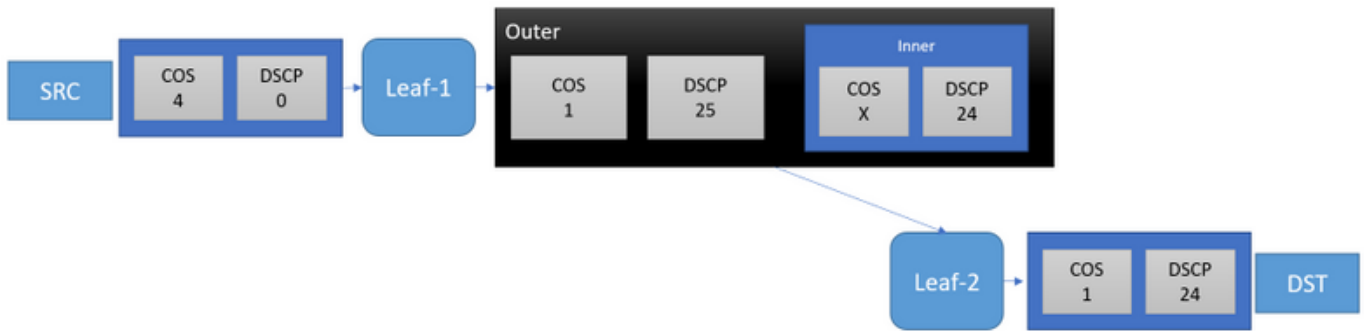 SRC
COS
4
DSCP
0
Leaf-1
Outer
COS
1
DSCP
25
Inner
COS
X
DSCP
24
Leaf-2
COS
1
DSCP
24
DST